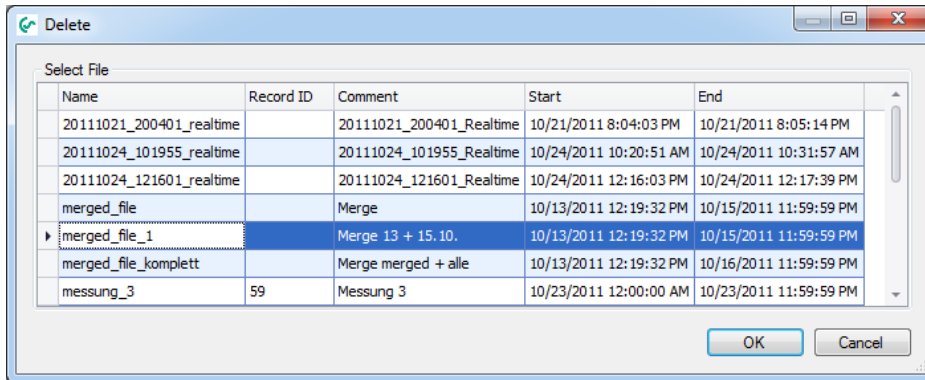 Delete
Select File
Name Record ID Comment Start End
20111021_200401_realtime 20111021_200401_Realtime 10/21/2011 8:04:03 PM 10/21/2011 8:05:14 PM
20111024_101955_realtime 20111024_101955_Realtime 10/24/2011 10:20:51 AM 10/24/2011 10:31:57 AM
20111024_121601_realtime 20111024_121601_Realtime 10/24/2011 12:16:03 PM 10/24/2011 12:17:39 PM
merged_file Merge 10/13/2011 12:19:32 PM 10/15/2011 11:59:59 PM
merged_file_1 Merge 13 + 15.10. 10/13/2011 12:19:32 PM 10/15/2011 11:59:59 PM
merged_file_komplett Merge merged + alle 10/13/2011 12:19:32 PM 10/16/2011 11:59:59 PM
messung_3 59 Messung 3 10/23/2011 12:00:00 AM 10/23/2011 11:59:59 PM
OK Cancel